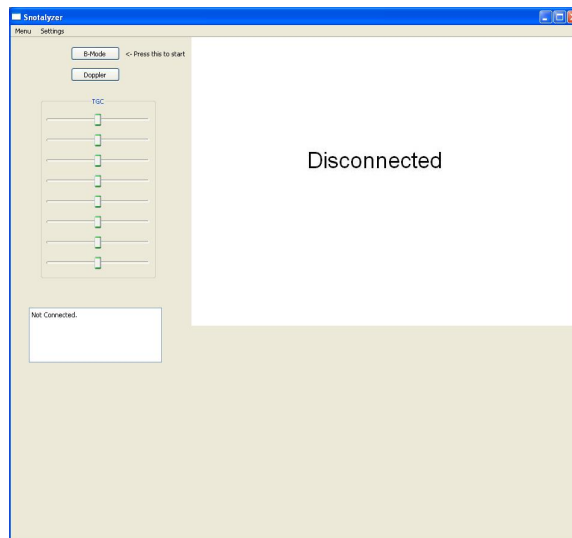 Snotalyzer
Menu Settings
B-Mode <- Press this to start
Doppler
TGC
Disconnected
Not Connected.